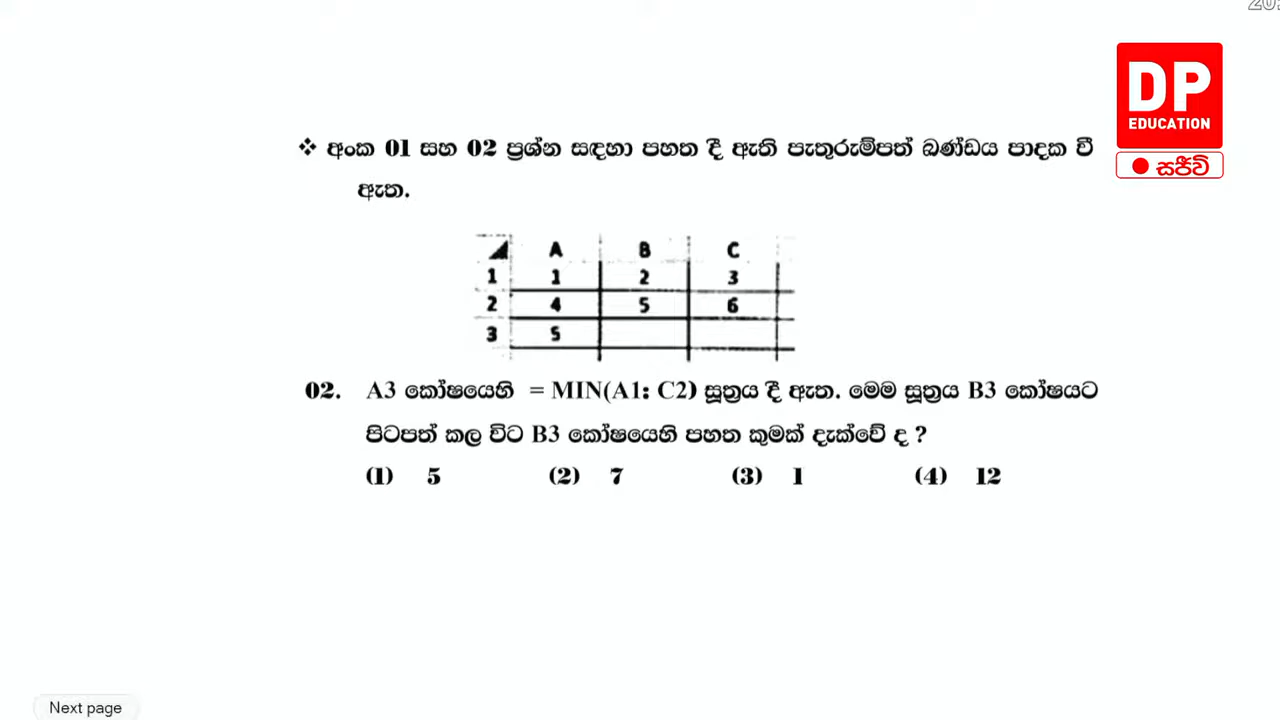 DP
EDUCATION
සජීවි
❖ අංක 01 සහ 02 ප්‍රශ්න සඳහා පහත දී ඇති පැතුරුම්පත් ඛණ්ඩය පාදක වී
ඇත.
A B C
1 1 2 3
2 4 5 6
3 5
02. A3 කෝෂයෙහි = MIN(A1: C2) සූත්‍රය දී ඇත. මෙම සූත්‍රය B3 කෝෂයට
පිටපත් කල විට B3 කෝෂයෙහි පහත කුමක් දැක්වේ ද ?
(1) 5 (2) 7 (3) 1 (4) 12
Next page